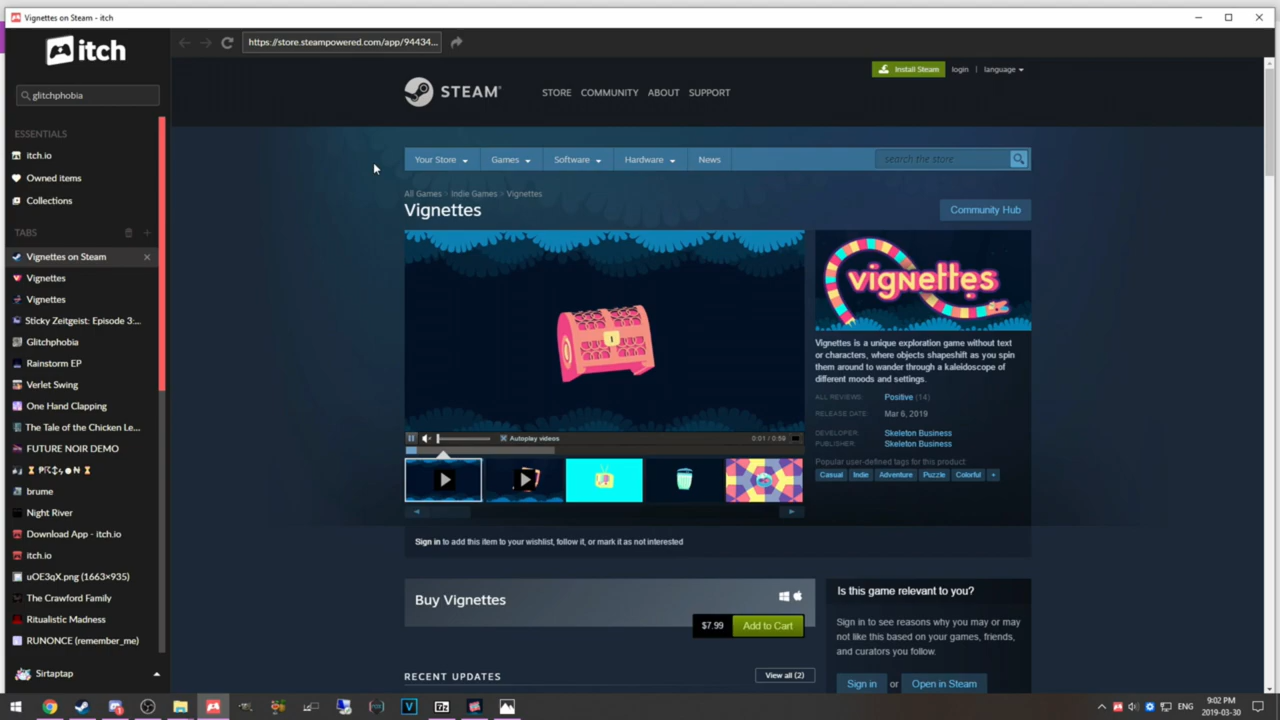 Vignettes on Steam - itch
itch
glitchphobia
ESSENTIALS
itch.io
Owned items
Collections
TABS
Vignettes on Steam
Vignettes
Vignettes
Sticky Zeitgeist: Episode 3:...
Glitchphobia
Rainstorm EP
Verlet Swing
One Hand Clapping
The Tale of the Chicken Le...
FUTURE NOIR DEMO
brume
Night River
Download App - itch.io
itch.io
uOE3qX.png (1663×935)
The Crawford Family
Ritualistic Madness
RUNONCE (remember_me)
Sirtaptap
https://store.steampowered.com/app/94434...
Install Steam login | language
STEAM
STORE COMMUNITY ABOUT SUPPORT
Your Store Games Software Hardware News
search the store
All Games > Indie Games > Vignettes
Vignettes
Community Hub
Autoplay videos
0:01 / 0:58
vignettes
Vignettes is a unique exploration game without text
or characters, where objects shapeshift as you spin
them around to wander through a kaleidoscope of
different moods and settings.
ALL REVIEWS: Positive (14)
RELEASE DATE: Mar 6, 2019
DEVELOPER: Skeleton Business
PUBLISHER: Skeleton Business
Popular user-defined tags for this product:
Casual Indie Adventure Puzzle Colorful +
Sign in to add this item to your wishlist, follow it, or mark it as not interested
Buy Vignettes
$7.99 Add to Cart
RECENT UPDATES
View all (2)
Is this game relevant to you?
Sign in to see reasons why you may or may
not like this based on your games, friends,
and curators you follow.
Sign in or Open in Steam
ENG
9:02 PM
2019-03-30